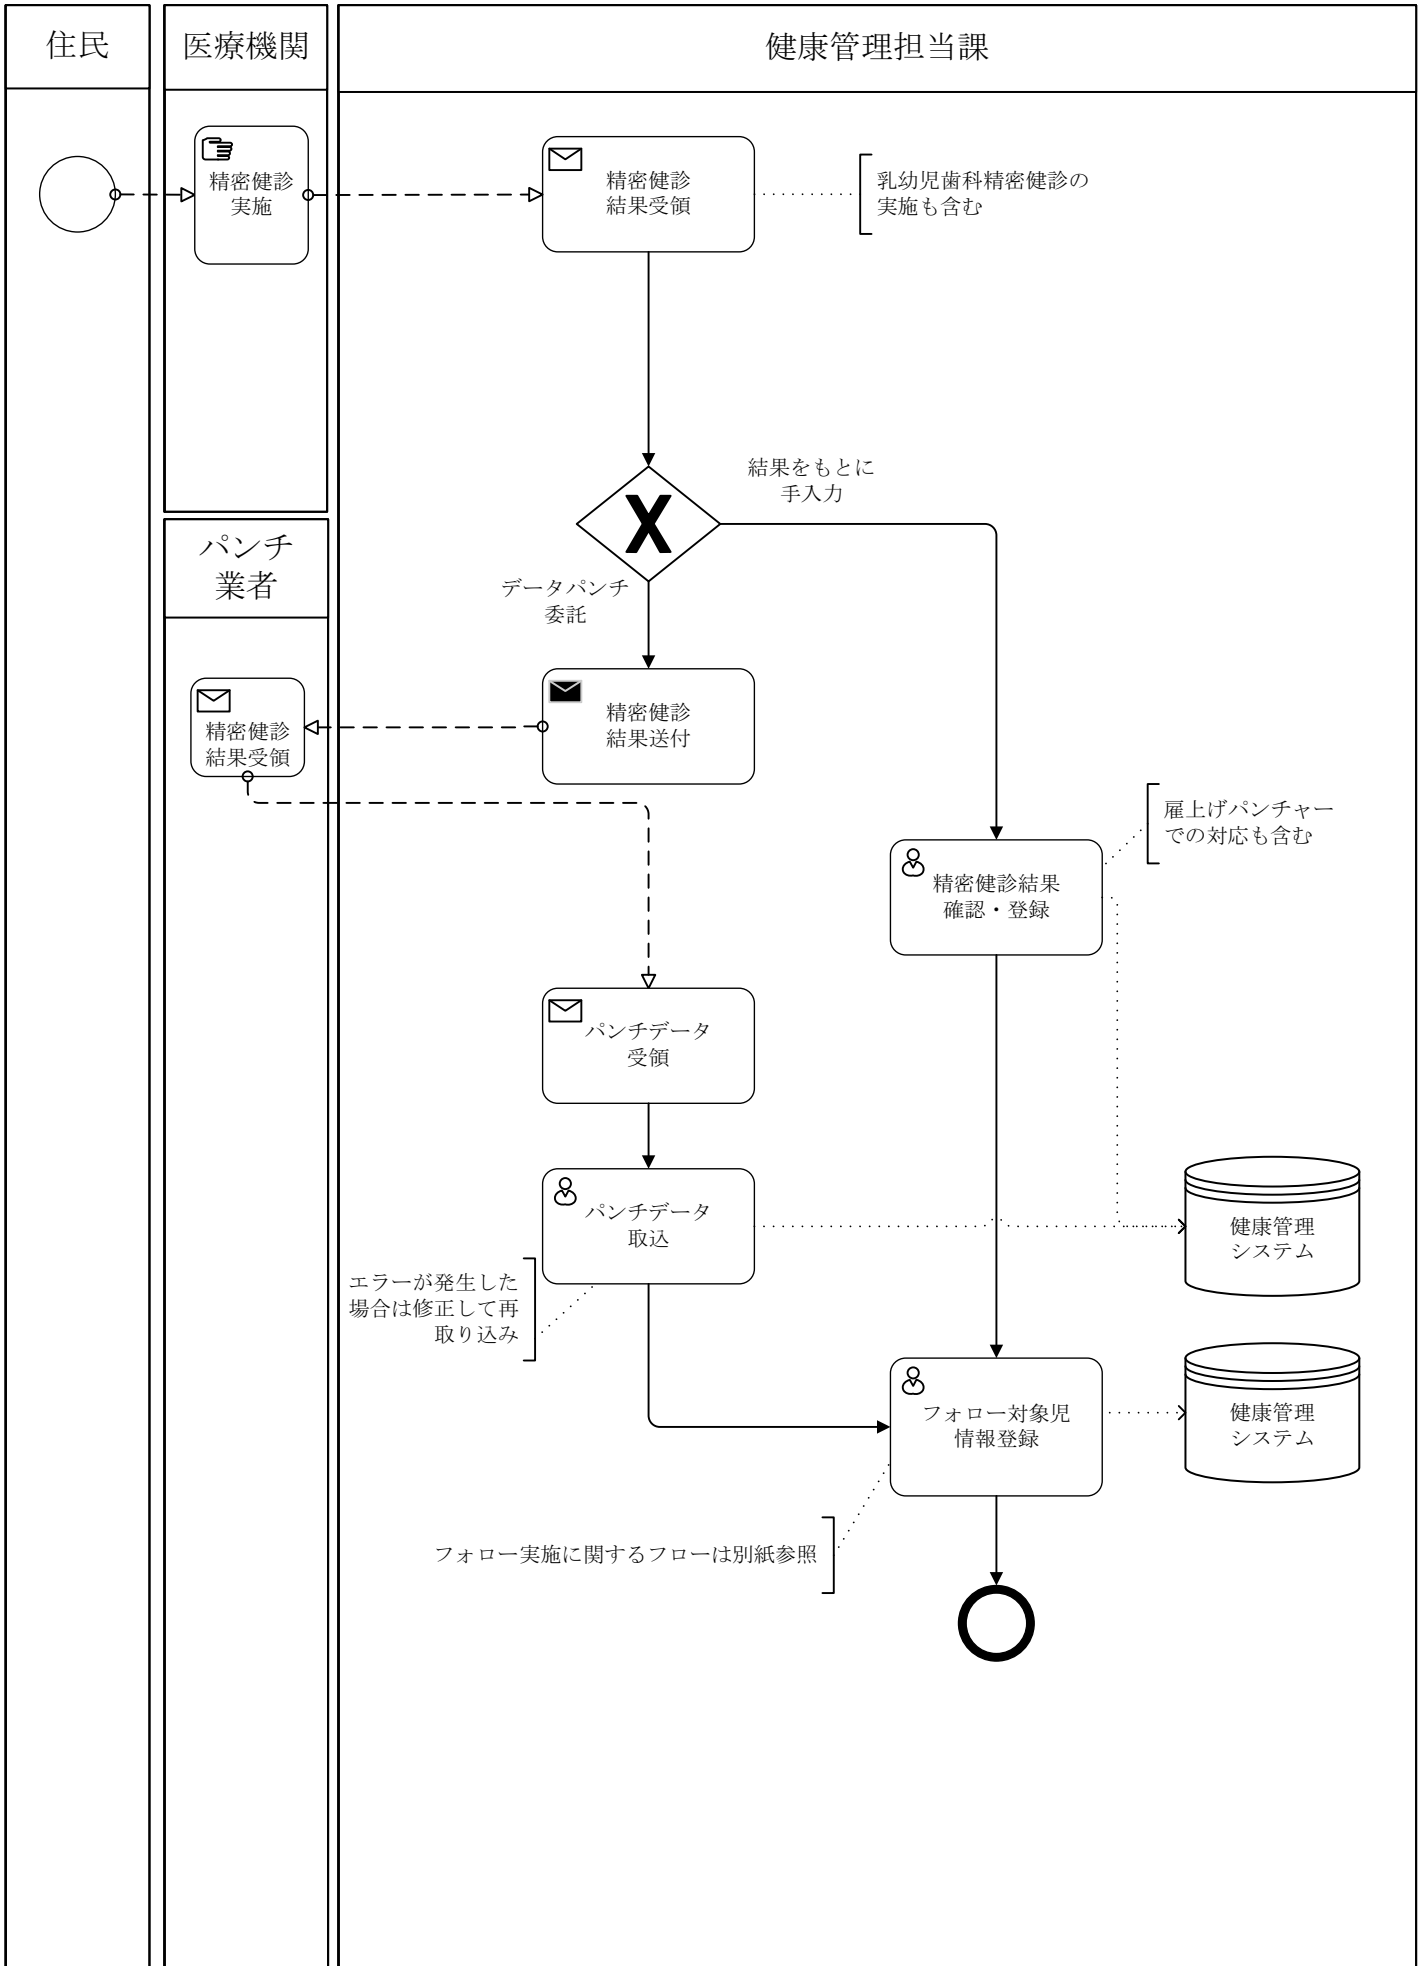 住民
医療機関
健康管理担当課
精密健診
実施
精密健診
結果受領
乳幼児歯科精密健診の
実施も含む
結果をもとに
手入力
X
パンチ
業者
データパンチ
委託
精密健診
結果受領
精密健診
結果送付
雇上げパンチャー
での対応も含む
精密健診結果
確認・登録
パンチデータ
受領
パンチデータ
取込
健康管理
システム
エラーが発生した
場合は修正して再
取り込み
フォロー対象児
情報登録
健康管理
システム
フォロー実施に関するフローは別紙参照